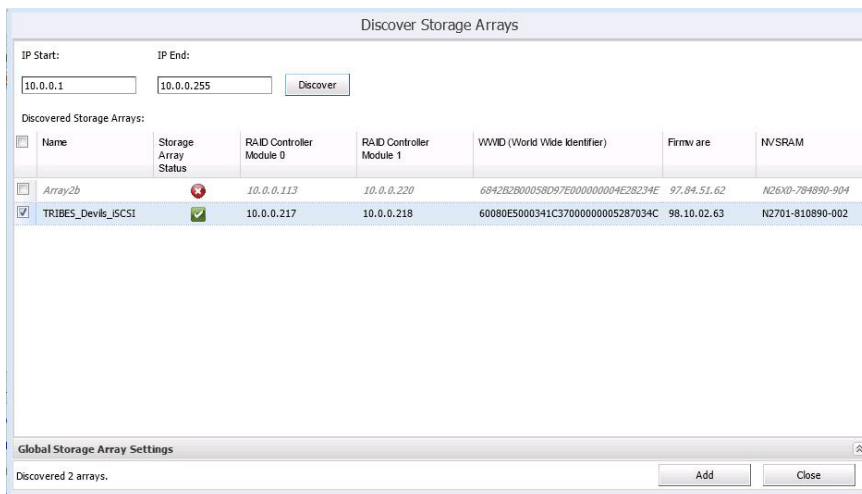 Discover Storage Arrays
IP Start: IP End:
10.0.0.1 10.0.0.255 Discover
Discovered Storage Arrays:
Name Storage Array Status RAID Controller Module 0 RAID Controller Module 1 WWID (World Wide Identifier) Firmware NVSRAM
Array2b 10.0.0.113 10.0.0.220 6842B2B00058D97E000000004E28234E 97.84.51.62 N26X0-784890-904
TRIBES_Devils_iSCSI 10.0.0.217 10.0.0.218 60080E5000341C37000000005287034C 98.10.02.63 N2701-810890-002
Global Storage Array Settings
Discovered 2 arrays. Add Close